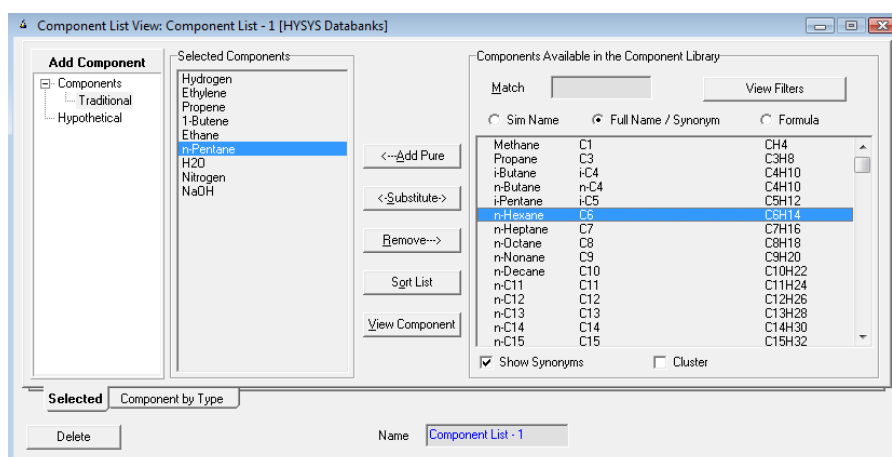 Component List View: Component List - 1 [HYSYS Databanks]
Add Component
Components
Traditional
Hypothetical
Selected Components
Hydrogen
Ethylene
Propene
1-Butene
Ethane
n-Pentane
H2O
Nitrogen
NaOH
<---Add Pure
<-Substitute->
Remove--->
Sort List
View Component
Components Available in the Component Library
Match
View Filters
Sim Name Full Name / Synonym Formula
Methane C1 CH4
Propane C3 C3H8
i-Butane i-C4 C4H10
n-Butane n-C4 C4H10
i-Pentane i-C5 C5H12
n-Hexane C6 C6H14
n-Heptane C7 C7H16
n-Octane C8 C8H18
n-Nonane C9 C9H20
n-Decane C10 C10H22
n-C11 C11 C11H24
n-C12 C12 C12H26
n-C13 C13 C13H28
n-C14 C14 C14H30
n-C15 C15 C15H32
Show Synonyms Cluster
Selected Component by Type
Delete Name Component List - 1